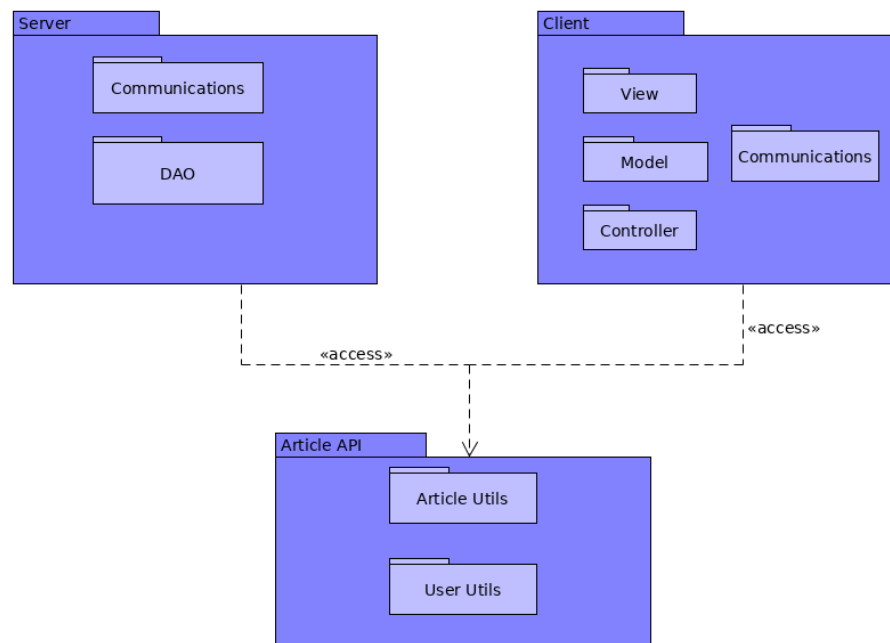 Server
Communications
DAO
Client
View
Model
Communications
Controller
«access»
«access»
Article API
Article Utils
User Utils